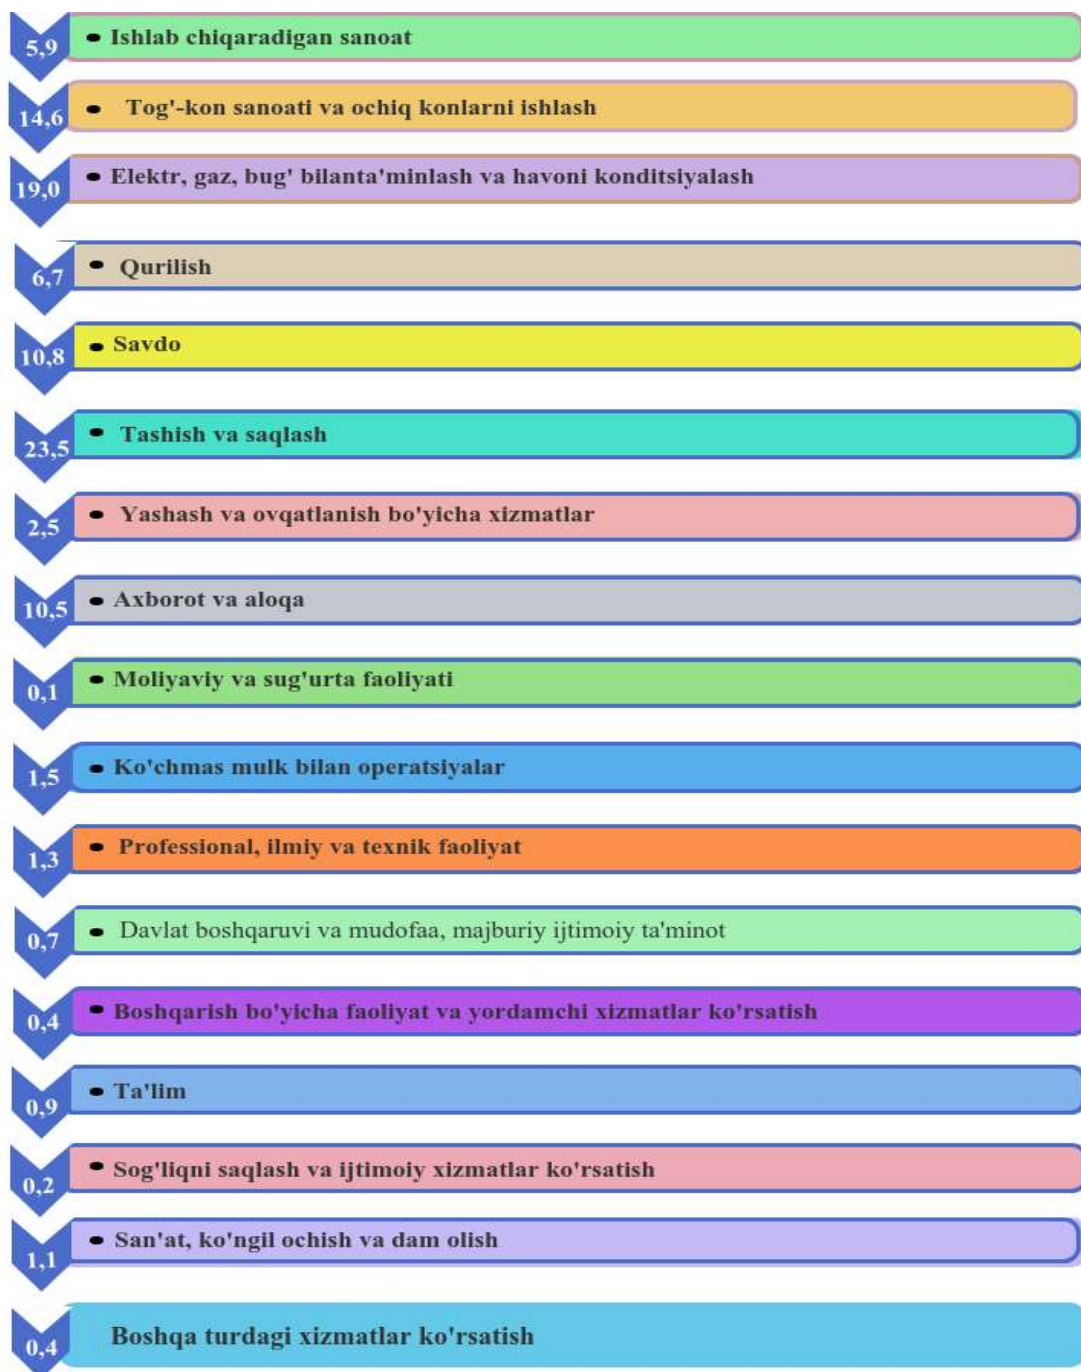 5,9 • Ishlab chiqaradigan sanoat
14,6 • Tog'-kon sanoati va ochiq konlarni ishlash
19,0 • Elektr, gaz, bug' bilanta'minlash va havoni konditsiyalash
6,7 • Qurilish
10,8 • Savdo
23,5 • Tashish va saqlash
2,5 • Yashash va ovqatlanish bo'yicha xizmatlar
10,5 • Axborot va aloqa
0,1 • Moliyaviy va sug'urta faoliyati
1,5 • Ko'chmas mulk bilan operatsiyalar
1,3 • Professional, ilmiy va texnik faoliyat
0,7 • Davlat boshqaruvi va mudofaa, majburiy ijtimoiy ta'minot
0,4 • Boshqarish bo'yicha faoliyat va yordamchi xizmatlar ko'rsatish
0,9 • Ta'lim
0,2 • Sog'liqni saqlash va ijtimoiy xizmatlar ko'rsatish
1,1 • San'at, ko'ngil ochish va dam olish
0,4 Boshqa turdagi xizmatlar ko'rsatish